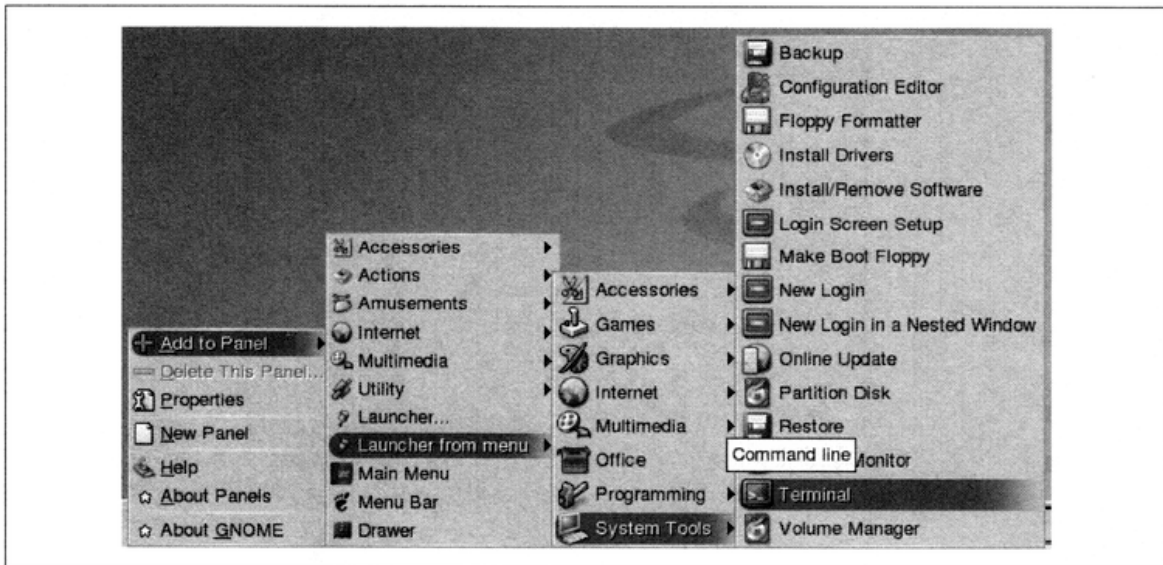 Add to Panel
Delete This Panel...
Properties
New Panel
Help
About Panels
About GNOME
Accessories
Actions
Amusements
Internet
Multimedia
Utility
Launcher...
Launcher from menu
Main Menu
Menu Bar
Drawer
Accessories
Games
Graphics
Internet
Multimedia
Office
Programming
System Tools
Backup
Configuration Editor
Floppy Formatter
Install Drivers
Install/Remove Software
Login Screen Setup
Make Boot Floppy
New Login
New Login in a Nested Window
Online Update
Partition Disk
Restore
Command line
Monitor
Terminal
Volume Manager